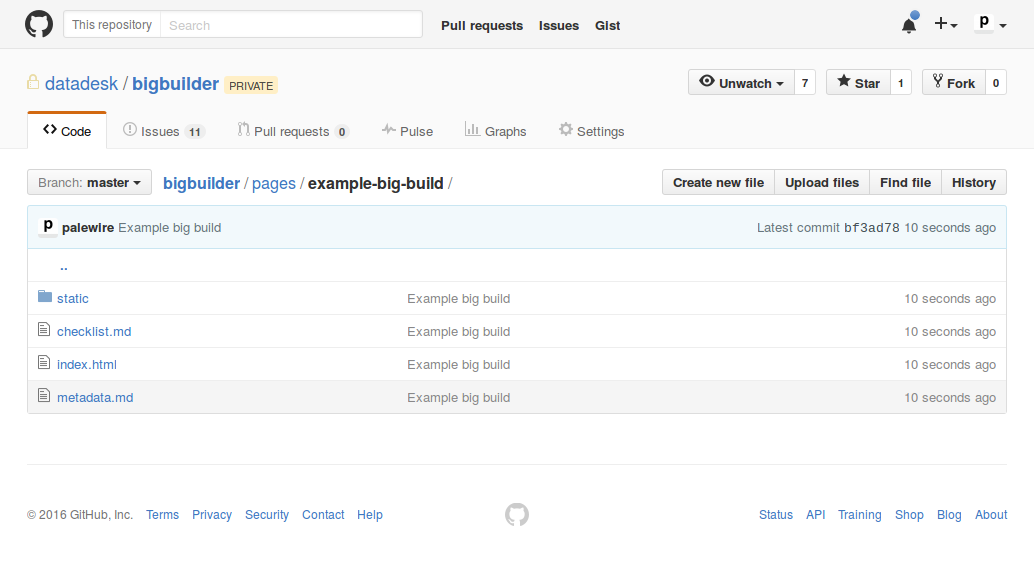 This repository Search Pull requests Issues Gist p
datadesk / bigbuilder PRIVATE Unwatch 7 Star 1 Fork 0
Code Issues 11 Pull requests 0 Pulse Graphs Settings
Branch: master bigbuilder / pages / example-big-build / Create new file Upload files Find file History
p palewire Example big build Latest commit bf3ad78 10 seconds ago
..
static Example big build 10 seconds ago
checklist.md Example big build 10 seconds ago
index.html Example big build 10 seconds ago
metadata.md Example big build 10 seconds ago
© 2016 GitHub, Inc. Terms Privacy Security Contact Help Status API Training Shop Blog About